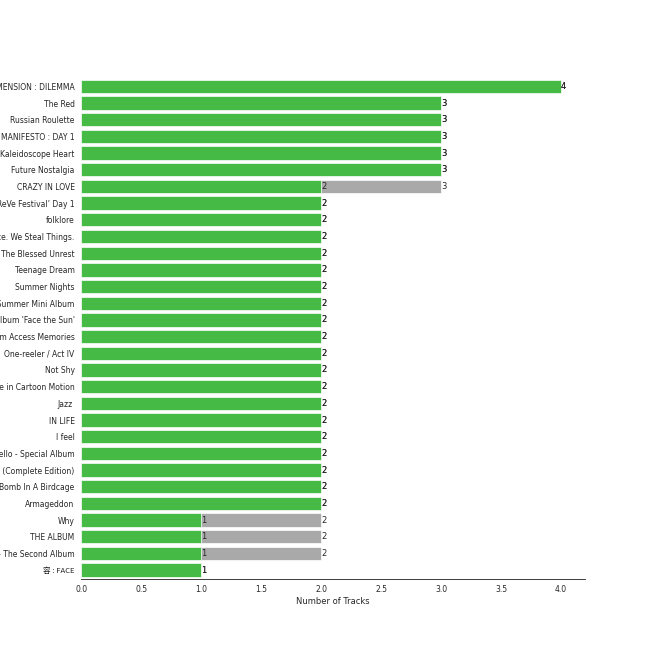 MENSION : DILEMMA 4
The Red 3
Russian Roulette 3
MANIFESTO : DAY 1 3
Kaleidoscope Heart 3
Future Nostalgia 3
CRAZY IN LOVE 2 3
ReVe Festival' Day 1 2
folklore 2
ce. We Steal Things. 2
The Blessed Unrest 2
Teenage Dream 2
Summer Nights 2
Summer Mini Album 2
lbum 'Face the Sun' 2
m Access Memories 2
One-reeler / Act IV 2
Not Shy 2
e in Cartoon Motion 2
Jazz 2
IN LIFE 2
I feel 2
ello - Special Album 2
(Complete Edition) 2
Bomb In A Birdcage 2
Armageddon 2
Why 1 2
THE ALBUM 1 2
- The Second Album 1 2
容 : FACE 1
0.0 0.5 1.0 1.5 2.0 2.5 3.0 3.5 4.0
Number of Tracks